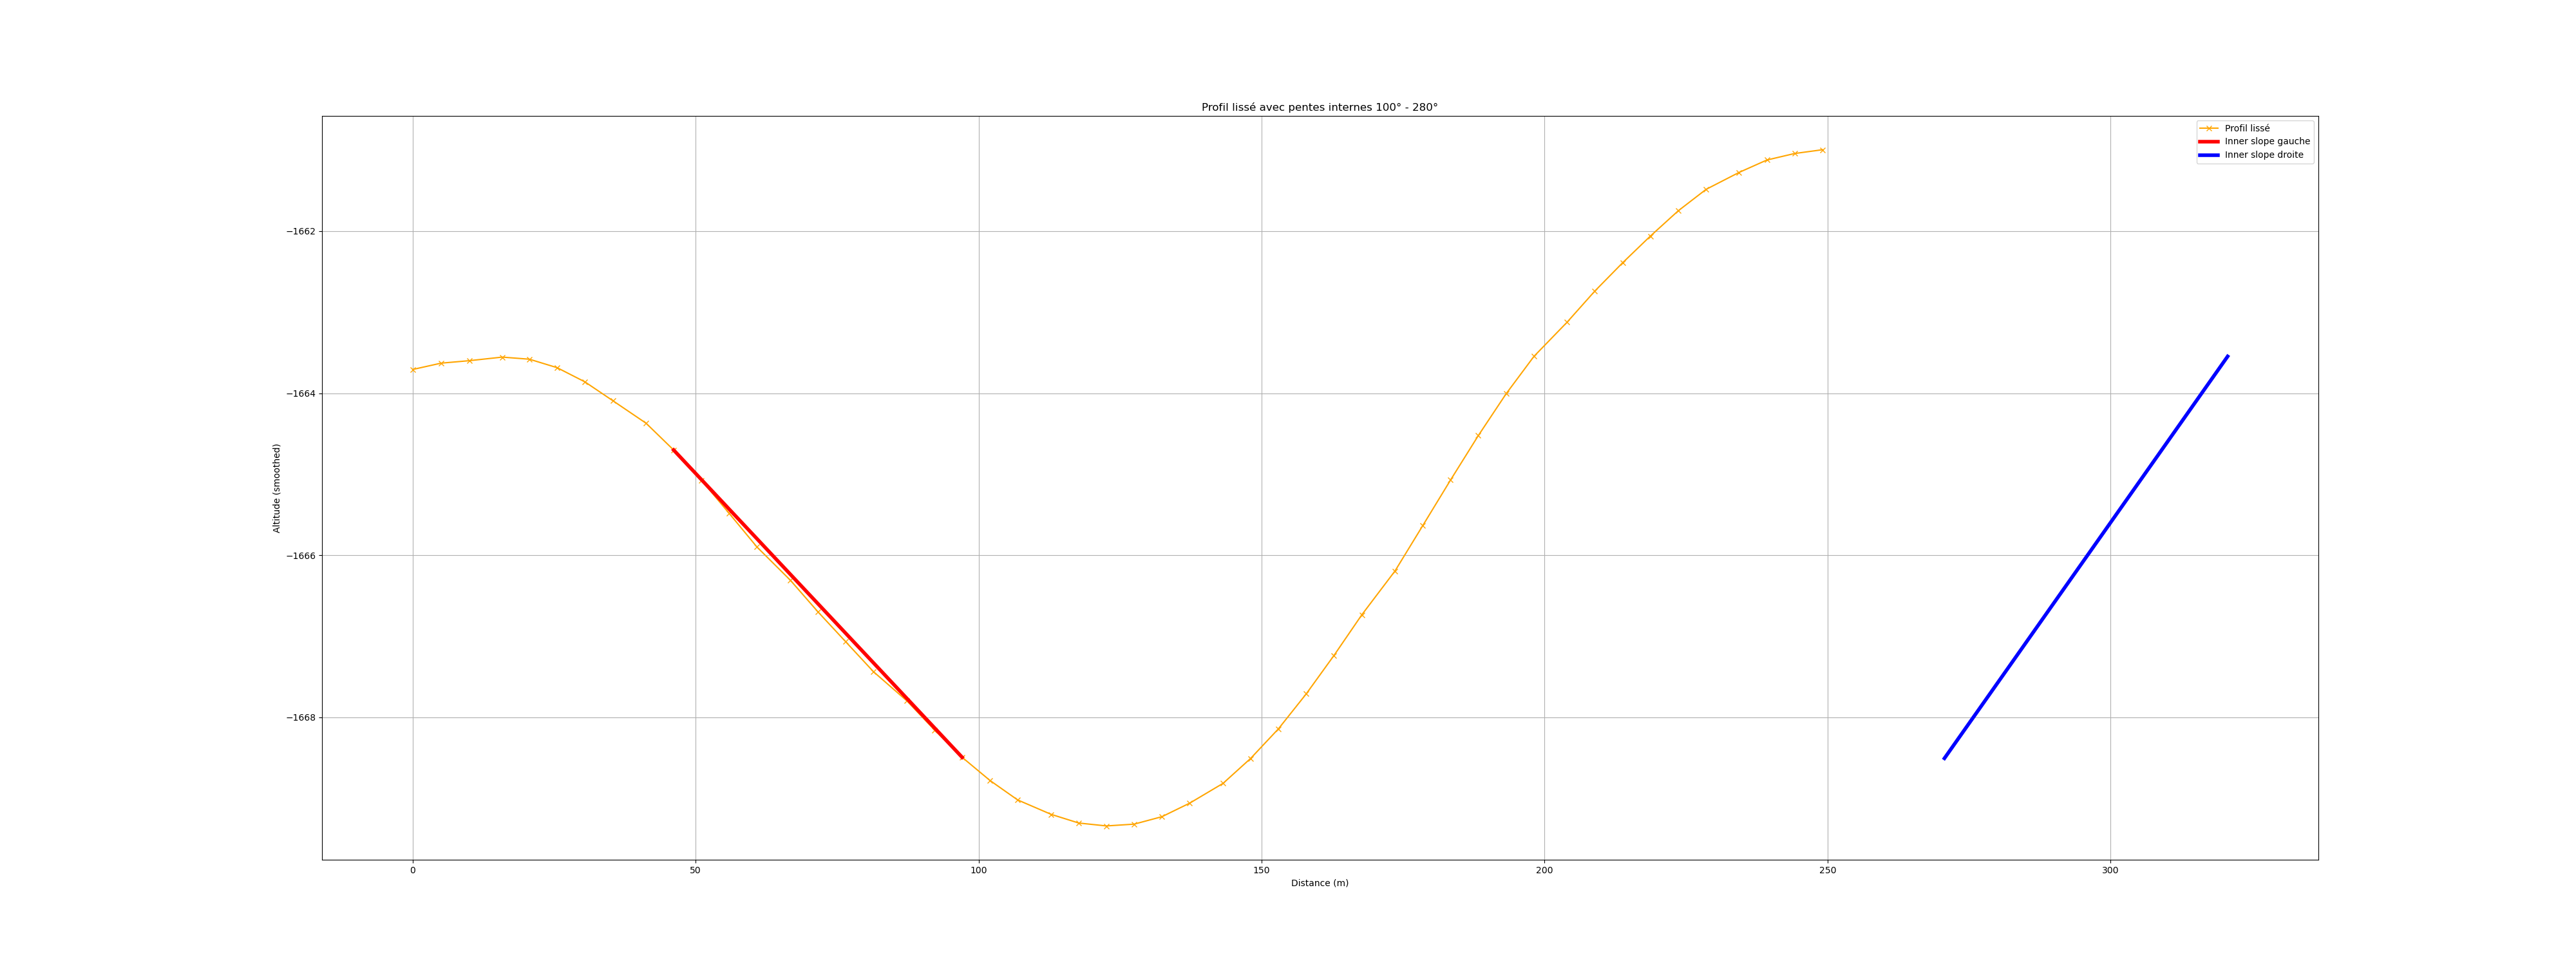 Profil lissé avec pentes internes 100° - 280°
Profil lissé
Inner slope gauche
Inner slope droite
−1662
−1664
−1666
−1668
Altitude (smoothed)
0
50
100
150
200
250
300
Distance (m)